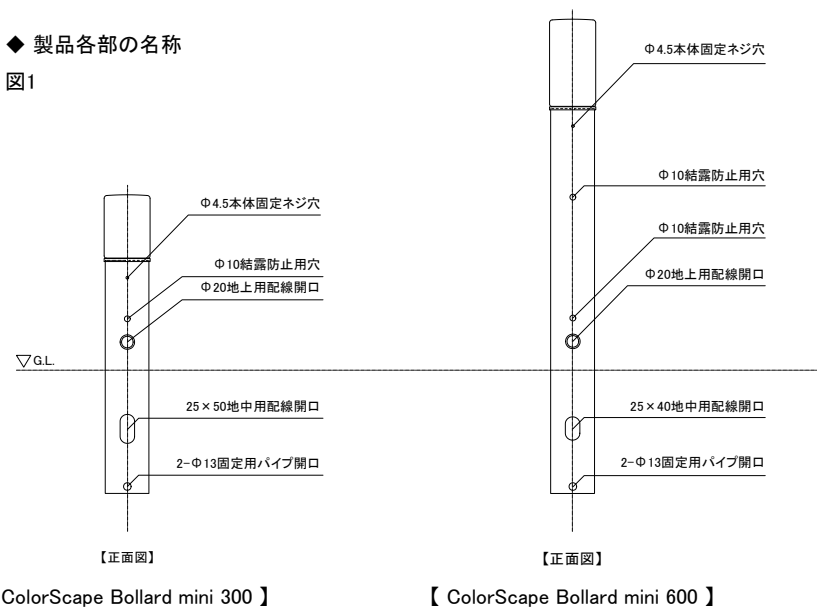 ◆ 製品各部の名称
図1
Φ4.5本体固定ネジ穴
Φ10結露防止用穴
Φ20地上用配線開口
▽G.L.
25×50地中用配線開口
2-Φ13固定用パイプ開口
【正面図】
ColorScape Bollard mini 300 】
Φ4.5本体固定ネジ穴
Φ10結露防止用穴
Φ10結露防止用穴
Φ20地上用配線開口
25×40地中用配線開口
2-Φ13固定用パイプ開口
【正面図】
【 ColorScape Bollard mini 600 】